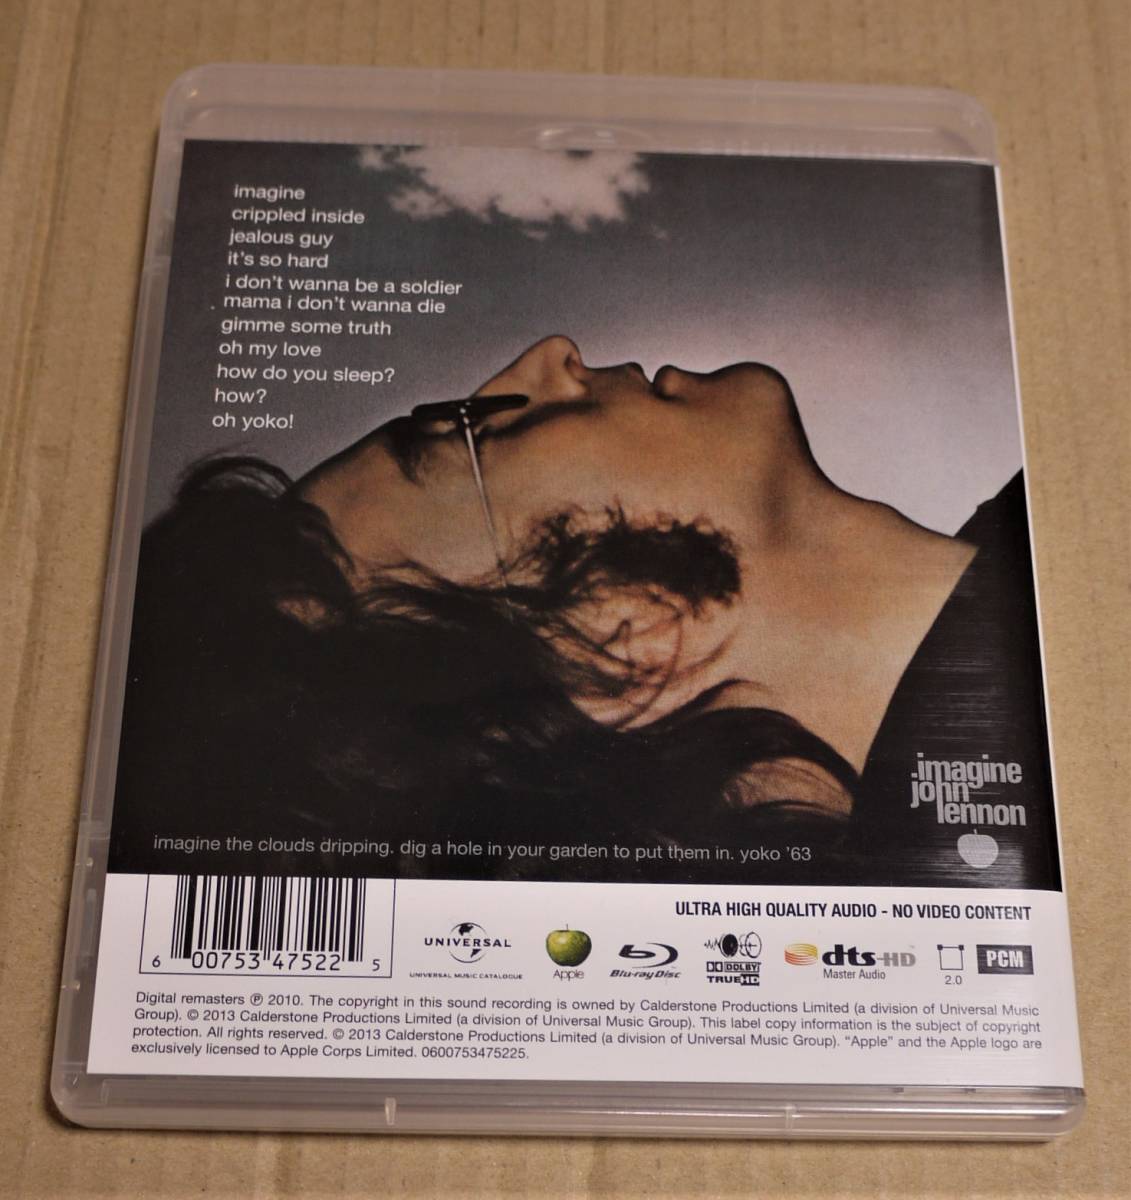 imagine
crippled inside
jealous guy
it's so hard
i don't wanna be a soldier
mama i don't wanna die
gimme some truth
oh my love
how do you sleep?
how?
oh yoko!
imagine
john
lennon
imagine the clouds dripping. dig a hole in your garden to put them in. yoko '63
ULTRA HIGH QUALITY AUDIO - NO VIDEO CONTENT
6 00753 47522 5
UNIVERSAL
UNIVERSAL MUSIC CATALOGUE
Apple
Blu-ray Disc
DOLBY
TRUEHD
dts-HD
Master Audio
2.0
PCM
Digital remasters ℗ 2010. The copyright in this sound recording is owned by Calderstone Productions Limited (a division of Universal Music
Group). © 2013 Calderstone Productions Limited (a division of Universal Music Group). This label copy information is the subject of copyright
protection. All rights reserved. © 2013 Calderstone Productions Limited (a division of Universal Music Group). “Apple” and the Apple logo are
exclusively licensed to Apple Corps Limited. 0600753475225.